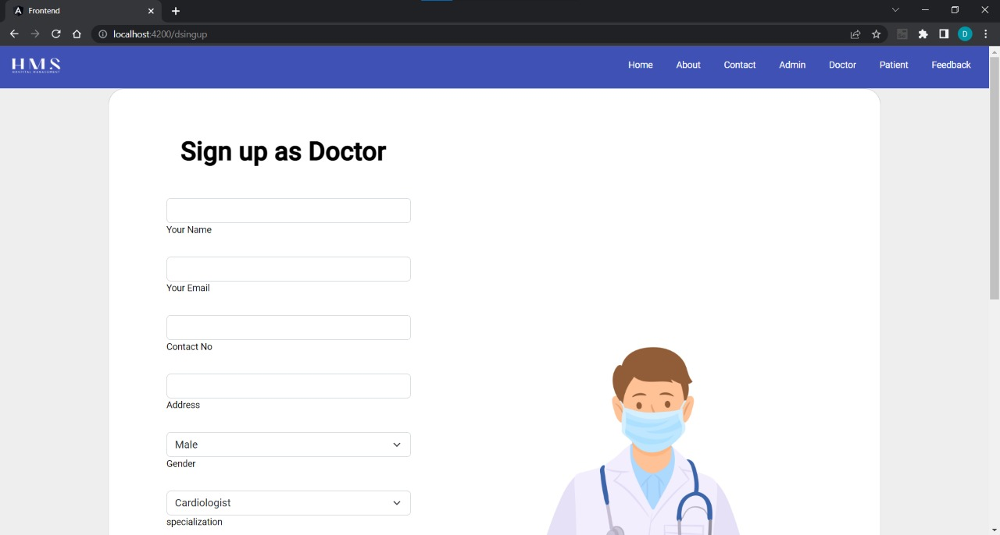 Frontend
localhost:4200/dsingup
D
HMS
HOSPITAL MANAGEMENT
Home About Contact Admin Doctor Patient Feedback
Sign up as Doctor
Your Name
Your Email
Contact No
Address
Male
Gender
Cardiologist
specialization